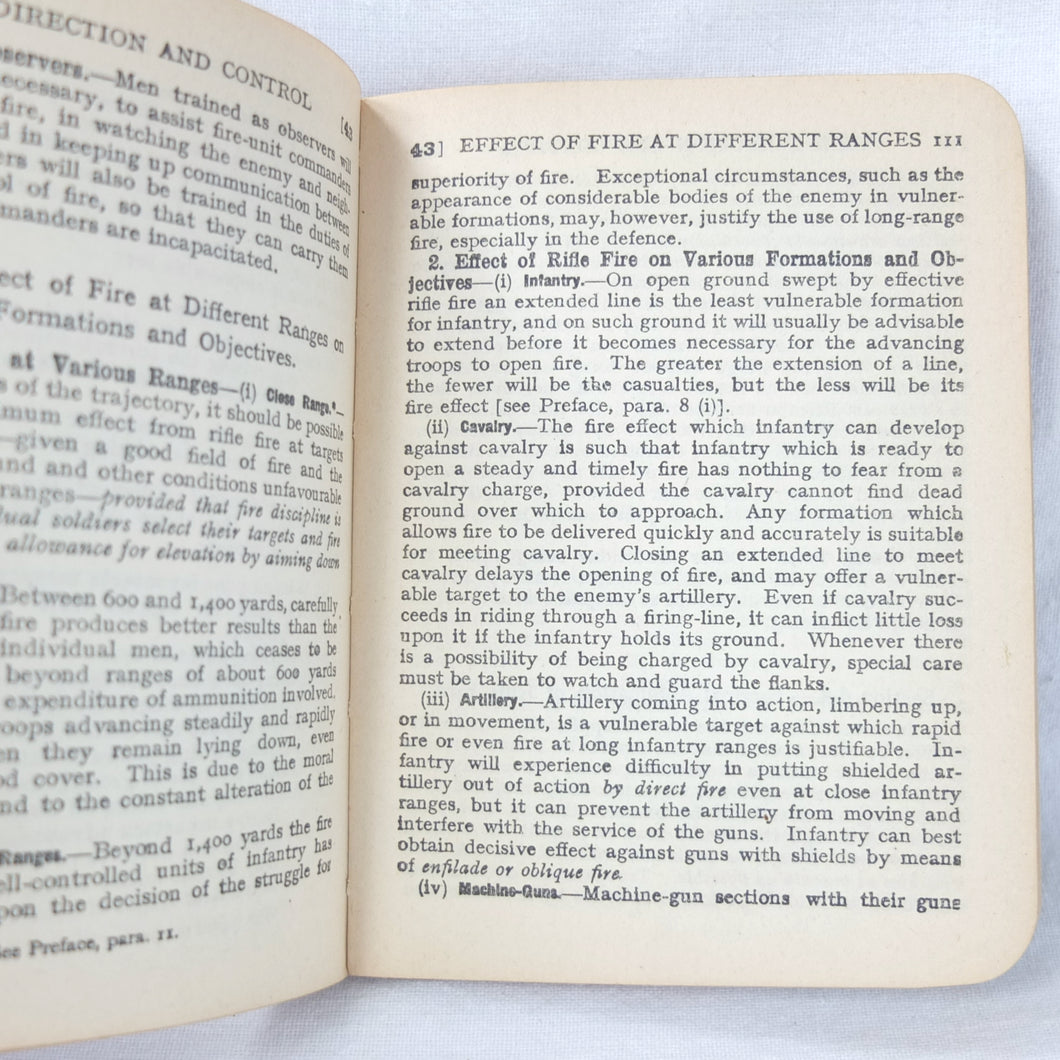 DIRECTION AND CONTROL
[43
Men trained as observers will
necessary, to assist fire-unit commanders
fire, in watching the enemy and neigh-
in keeping up communication between
will also be trained in the duties of
of fire, so that they can carry them
are incapacitated.
of Fire at Different Ranges on
Formations and Objectives.
at Various Ranges—(i) Close Range.*—
of the trajectory, it should be possible
effect from rifle fire at targets
—given a good field of fire and the
and other conditions unfavourable
ranges—provided that fire discipline is
soldiers select their targets and fire
allowance for elevation by aiming down
Between 600 and 1,400 yards, carefully
fire produces better results than the
individual men, which ceases to be
beyond ranges of about 600 yards
expenditure of ammunition involved.
advancing steadily and rapidly
they remain lying down, even
cover. This is due to the moral
to the constant alteration of the
Ranges.—Beyond 1,400 yards the fire
units of infantry has
the decision of the struggle for
Preface, para. 11.
43] EFFECT OF FIRE AT DIFFERENT RANGES 111
superiority of fire. Exceptional circumstances, such as the
appearance of considerable bodies of the enemy in vulner-
able formations, may, however, justify the use of long-range
fire, especially in the defence.
2. Effect of Rifle Fire on Various Formations and Ob-
jectives—(i) Infantry.—On open ground swept by effective
rifle fire an extended line is the least vulnerable formation
for infantry, and on such ground it will usually be advisable
to extend before it becomes necessary for the advancing
troops to open fire. The greater the extension of a line,
the fewer will be the casualties, but the less will be its
fire effect [see Preface, para. 8 (i)].
(ii) Cavalry.—The fire effect which infantry can develop
against cavalry is such that infantry which is ready to
open a steady and timely fire has nothing to fear from a
cavalry charge, provided the cavalry cannot find dead
ground over which to approach. Any formation which
allows fire to be delivered quickly and accurately is suitable
for meeting cavalry. Closing an extended line to meet
cavalry delays the opening of fire, and may offer a vulner-
able target to the enemy's artillery. Even if cavalry suc-
ceeds in riding through a firing-line, it can inflict little loss
upon it if the infantry holds its ground. Whenever there
is a possibility of being charged by cavalry, special care
must be taken to watch and guard the flanks.
(iii) Artillery.—Artillery coming into action, limbering up,
or in movement, is a vulnerable target against which rapid
fire or even fire at long infantry ranges is justifiable. In-
fantry will experience difficulty in putting shielded ar-
tillery out of action by direct fire even at close infantry
ranges, but it can prevent the artillery from moving and
interfere with the service of the guns. Infantry can best
obtain decisive effect against guns with shields by means
of enfilade or oblique fire.
(iv) Machine-Guns.—Machine-gun sections with their guns